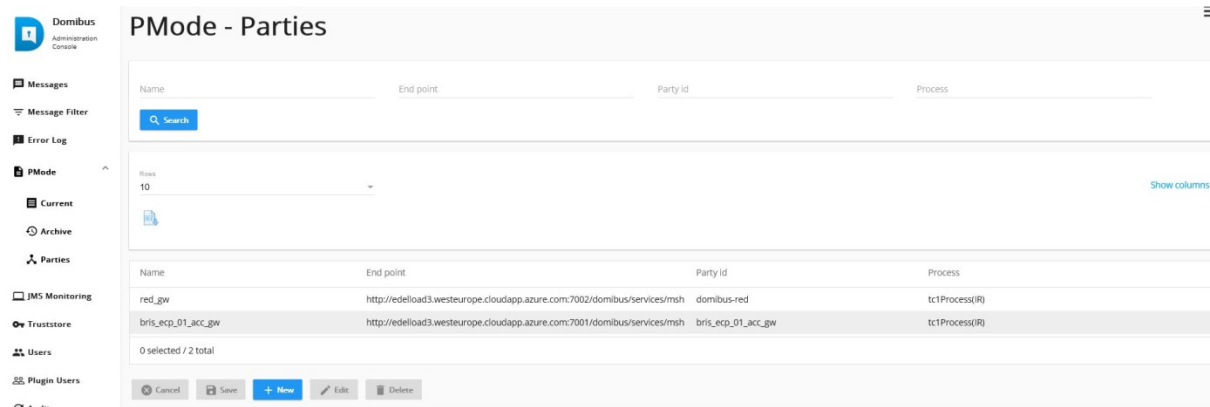 Domibus
Administration
Console
Messages
Message Filter
Error Log
PMode
Current
Archive
Parties
JMS Monitoring
Truststore
Users
Plugin Users
PMode - Parties
Name End point Party id Process
Search
Rows
10
Show columns
Name End point Party id Process
red_gw http://edelload3.westeurope.cloudapp.azure.com:7002/domibus/services/msh domibus-red tc1Process(IR)
bris_ecp_01_acc_gw http://edelload3.westeurope.cloudapp.azure.com:7001/domibus/services/msh bris_ecp_01_acc_gw tc1Process(IR)
0 selected / 2 total
Cancel Save + New Edit Delete